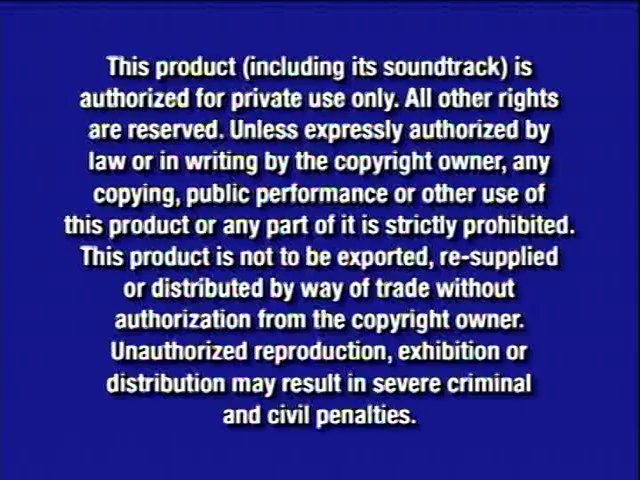 This product (including its soundtrack) is
authorized for private use only. All other rights
are reserved. Unless expressly authorized by
law or in writing by the copyright owner, any
copying, public performance or other use of
this product or any part of it is strictly prohibited.
This product is not to be exported, re-supplied
or distributed by way of trade without
authorization from the copyright owner.
Unauthorized reproduction, exhibition or
distribution may result in severe criminal
and civil penalties.